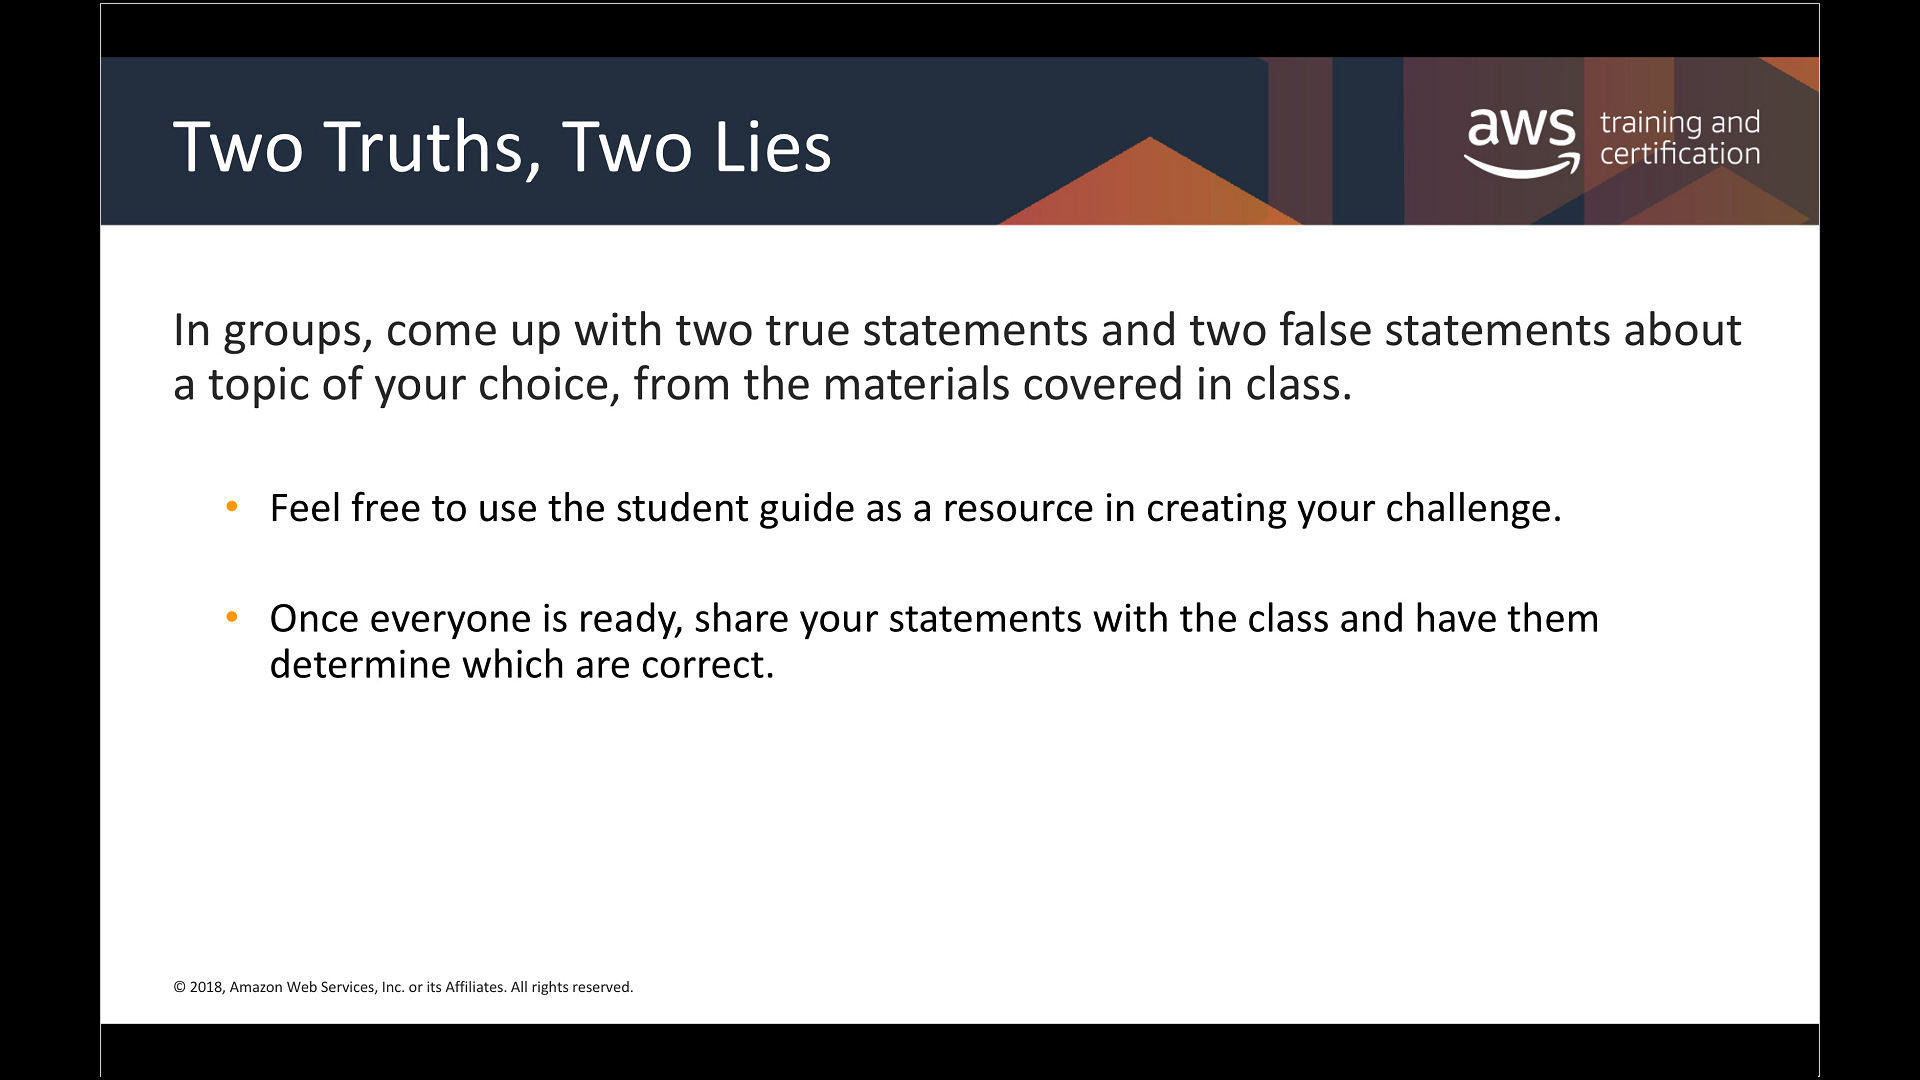 Two Truths, Two Lies
aws training and
certification
In groups, come up with two true statements and two false statements about
a topic of your choice, from the materials covered in class.
• Feel free to use the student guide as a resource in creating your challenge.
• Once everyone is ready, share your statements with the class and have them
determine which are correct.
© 2018, Amazon Web Services, Inc. or its Affiliates. All rights reserved.